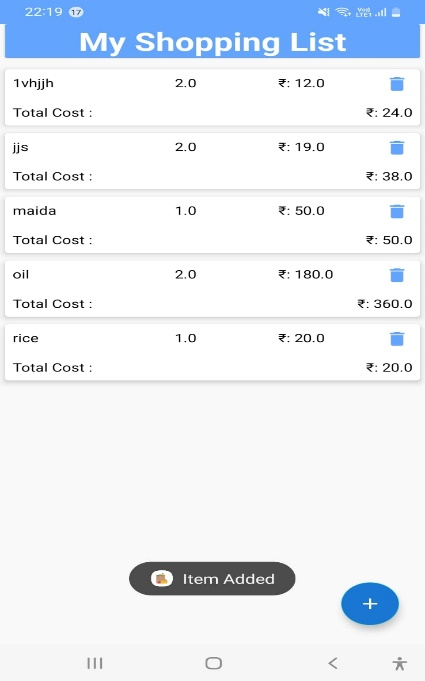 22:19 17
My Shopping List
1vhjjh 2.0 ₹: 12.0
Total Cost : ₹: 24.0
jjs 2.0 ₹: 19.0
Total Cost : ₹: 38.0
maida 1.0 ₹: 50.0
Total Cost : ₹: 50.0
oil 2.0 ₹: 180.0
Total Cost : ₹: 360.0
rice 1.0 ₹: 20.0
Total Cost : ₹: 20.0
Item Added
+